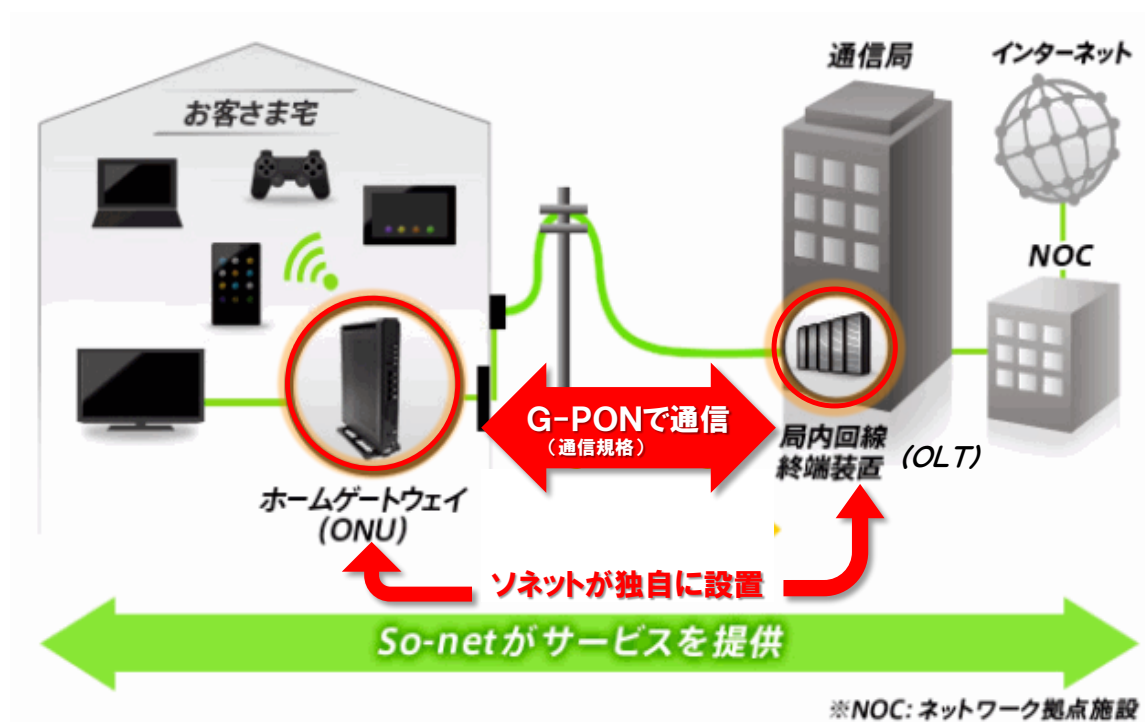 通信局
インターネット
お客さま宅
NOC
G-PONで通信
（通信規格）
局内回線
終端装置
(OLT)
ホームゲートウェイ
(ONU)
ソネットが独自に設置
So-netがサービスを提供
※NOC:ネットワーク拠点施設